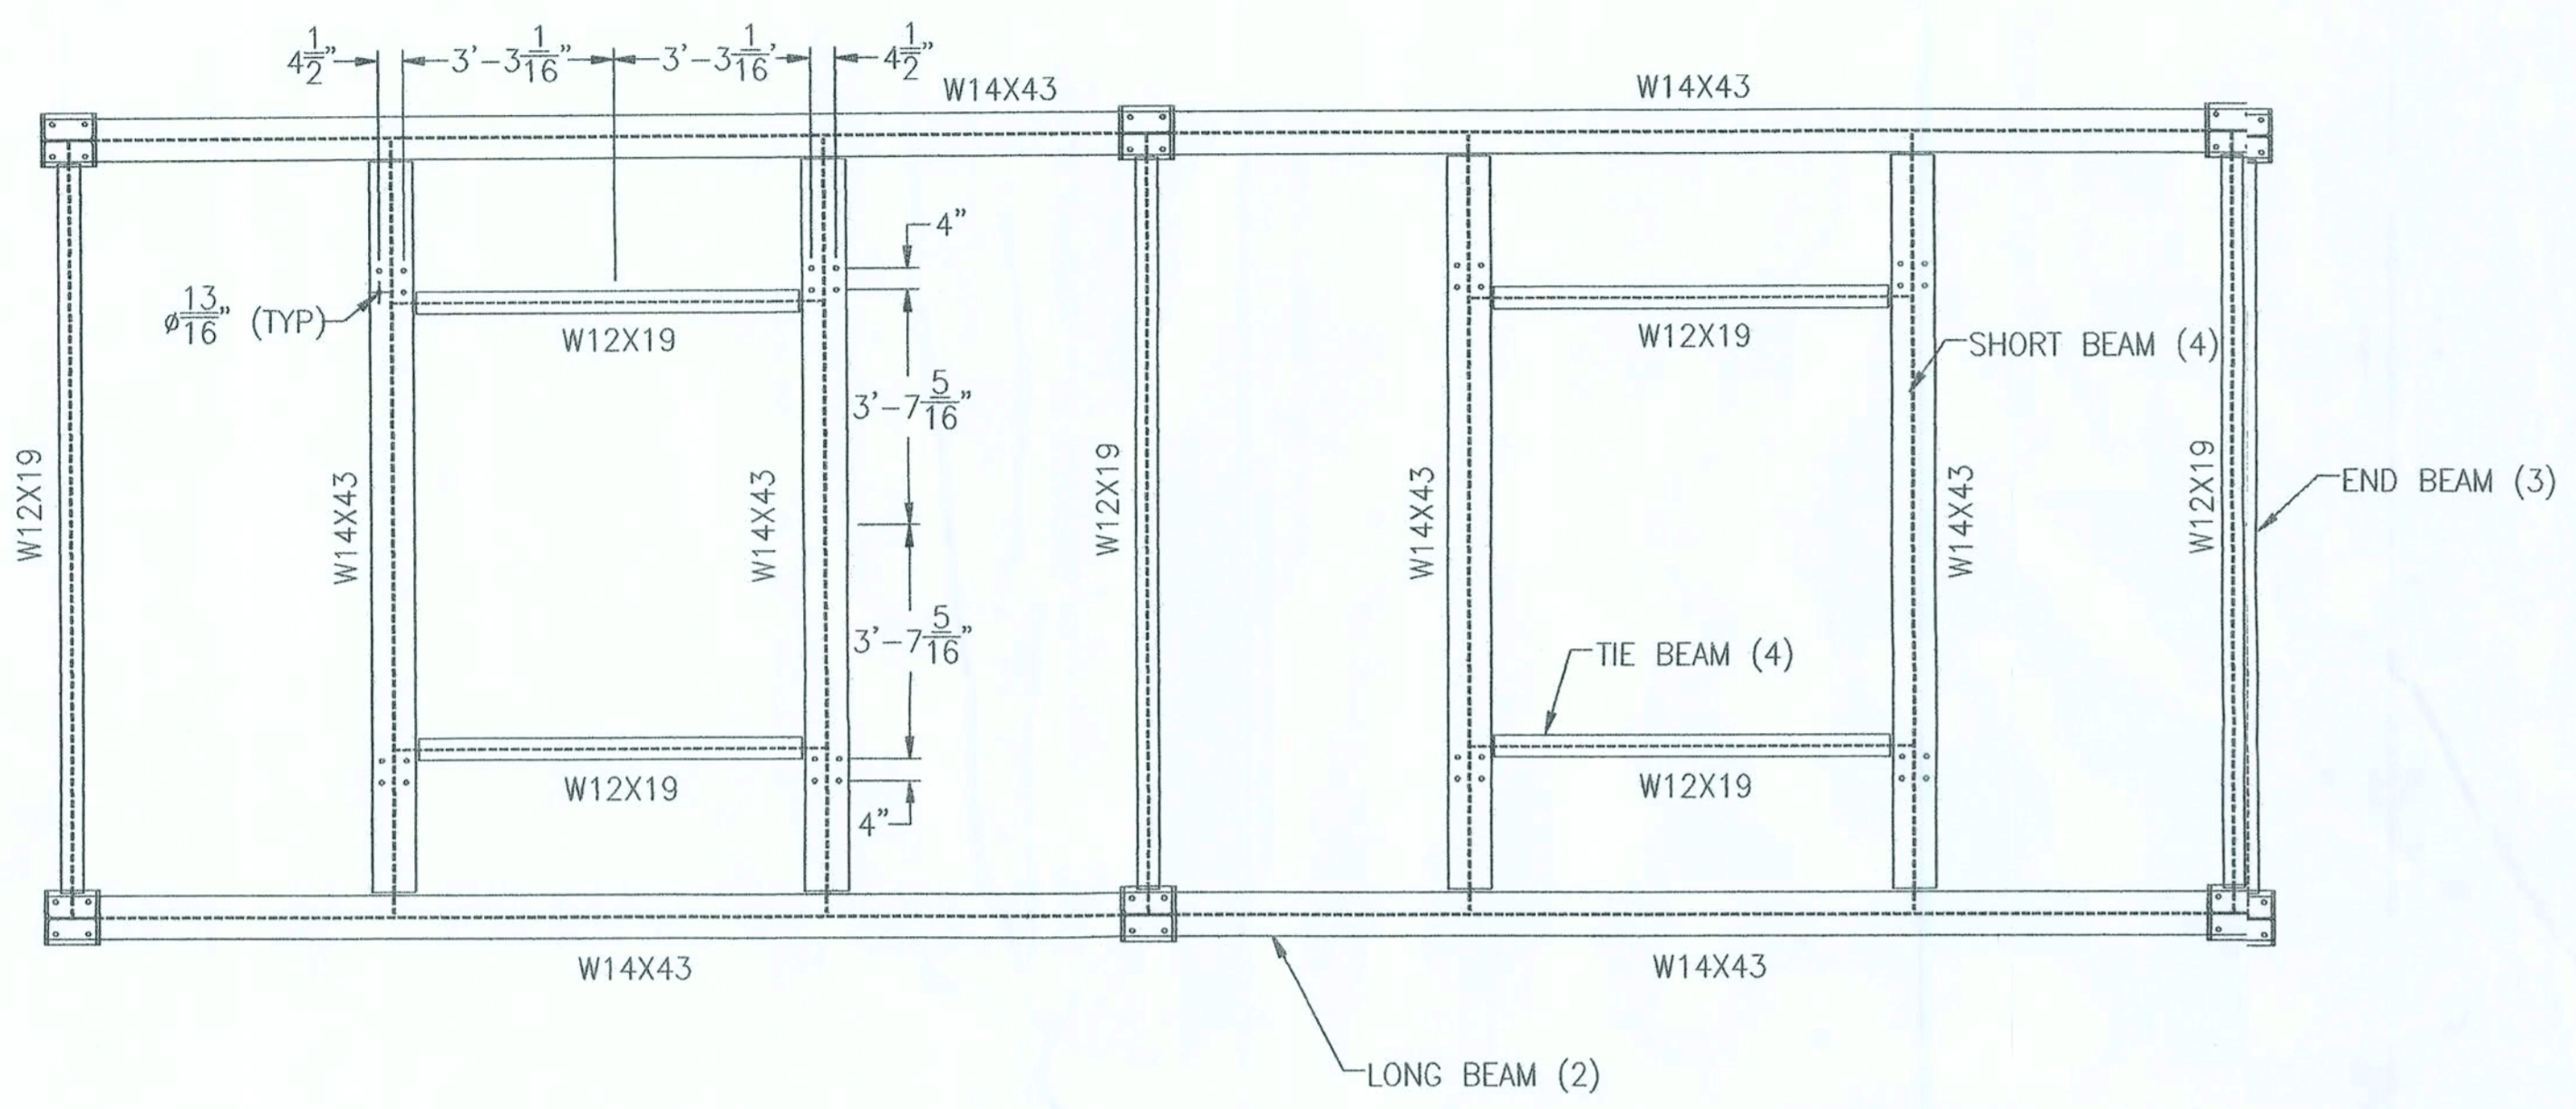 4 1/2" 3'-3 1/16" 3'-3 1/16' 4 1/2"
W14X43
W14X43
4"
ø 13/16" (TYP)
W12X19
W12X19
SHORT BEAM (4)
3'-7 5/16"
W12X19
W14X43
W14X43
W12X19
W14X43
W14X43
W12X19
END BEAM (3)
3'-7 5/16"
TIE BEAM (4)
W12X19
W12X19
4"
W14X43
W14X43
LONG BEAM (2)